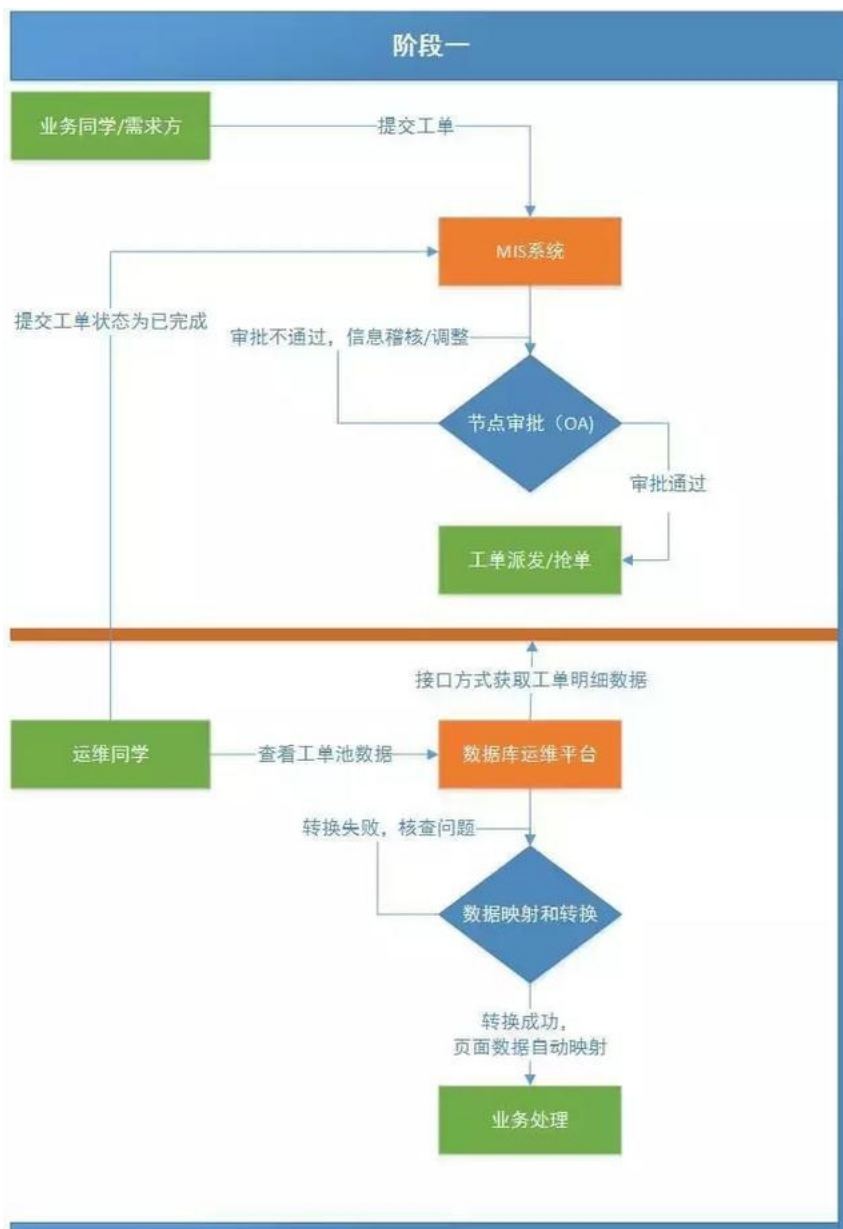 阶段一
业务同学/需求方
提交工单
MIS系统
提交工单状态为已完成
审批不通过，信息稽核/调整
节点审批（OA)
审批通过
工单派发/抢单
接口方式获取工单明细数据
运维同学
查看工单池数据
数据库运维平台
转换失败，核查问题
数据映射和转换
转换成功，
页面数据自动映射
业务处理